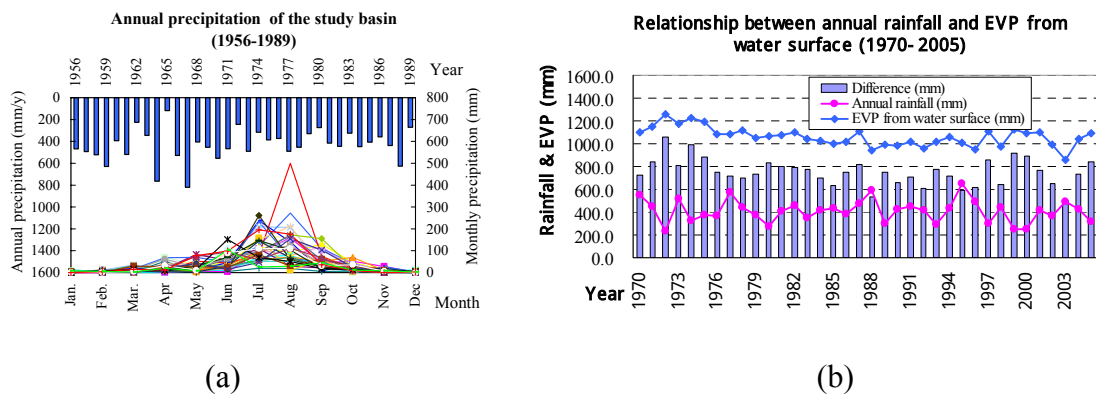 Annual precipitation of the study basin
(1956-1989)
1956 1959 1962 1965 1968 1971 1974 1977 1980 1983 1986 1989 Year
Annual precipitation (mm/y)
0 200 400 600 800 1000 1200 1400 1600
800 700 600 500 400 300 200 100 0
Monthly precipitation (mm)
Jan. Feb. Mar. Apr May Jun Jul Aug Sep Oct Nov Dec
Month
(a)
Relationship between annual rainfall and EVP from
water surface (1970- 2005)
Rainfall & EVP (mm)
1600.0
1400.0
1200.0
1000.0
800.0
600.0
400.0
200.0
0.0
Difference (mm)
Annual rainfall (mm)
EVP from water surface (mm)
Year 1970 1973 1976 1979 1982 1985 1988 1991 1994 1997 2000 2003
(b)